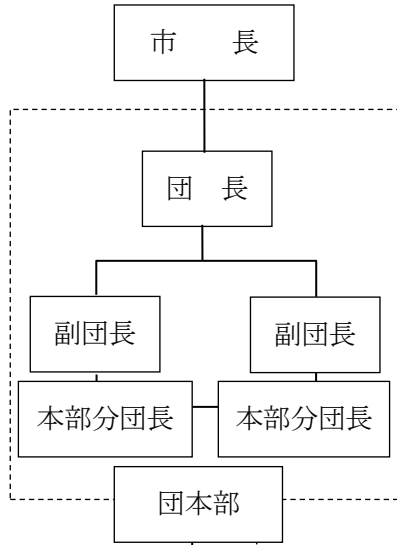 市　　長
団　長
副団長
副団長
本部分団長
本部分団長
団本部